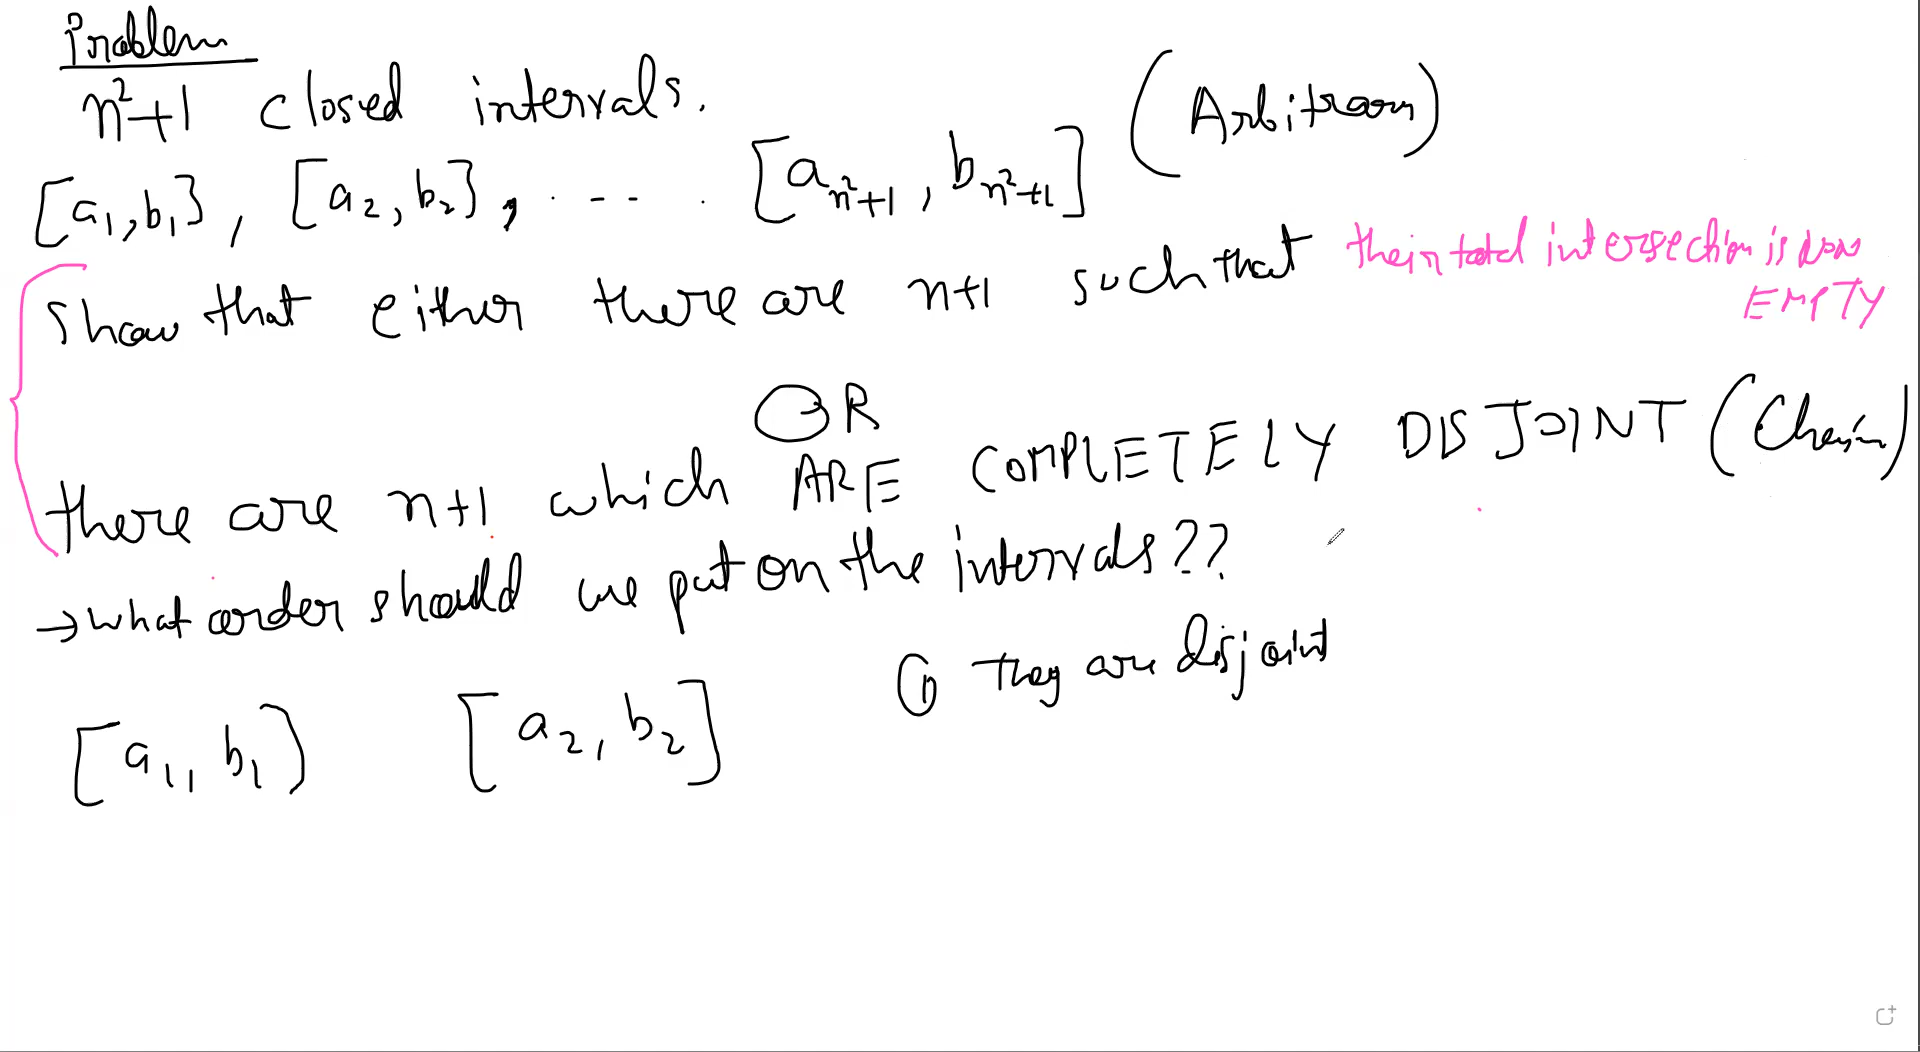 Problem
n²+1 closed intervals. (Arbitrary)
[a₁,b₁], [a₂,b₂], ---- . [aₙ²₊₁, bₙ²₊₁]
show that either there are n+1 such that their total intersection is non
EMPTY
OR
there are n+1 which ARE COMPLETELY DISJOINT (Chain)
→ what order should we put on the intervals??
[a₁, b₁) [a₂, b₂] ① They are disjoint